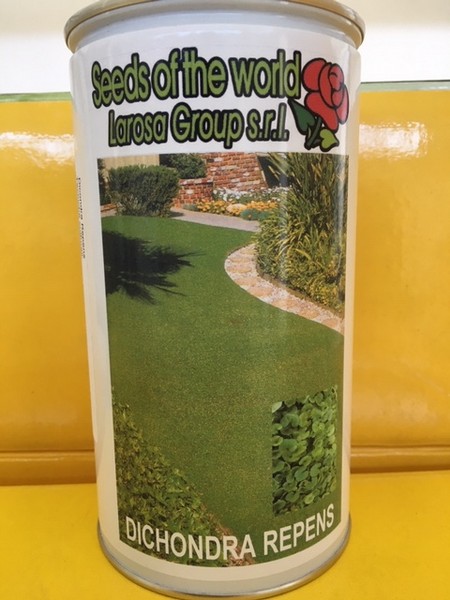 Seeds of the world
Larosa Group s.r.l.
DICHONDRA REPENS